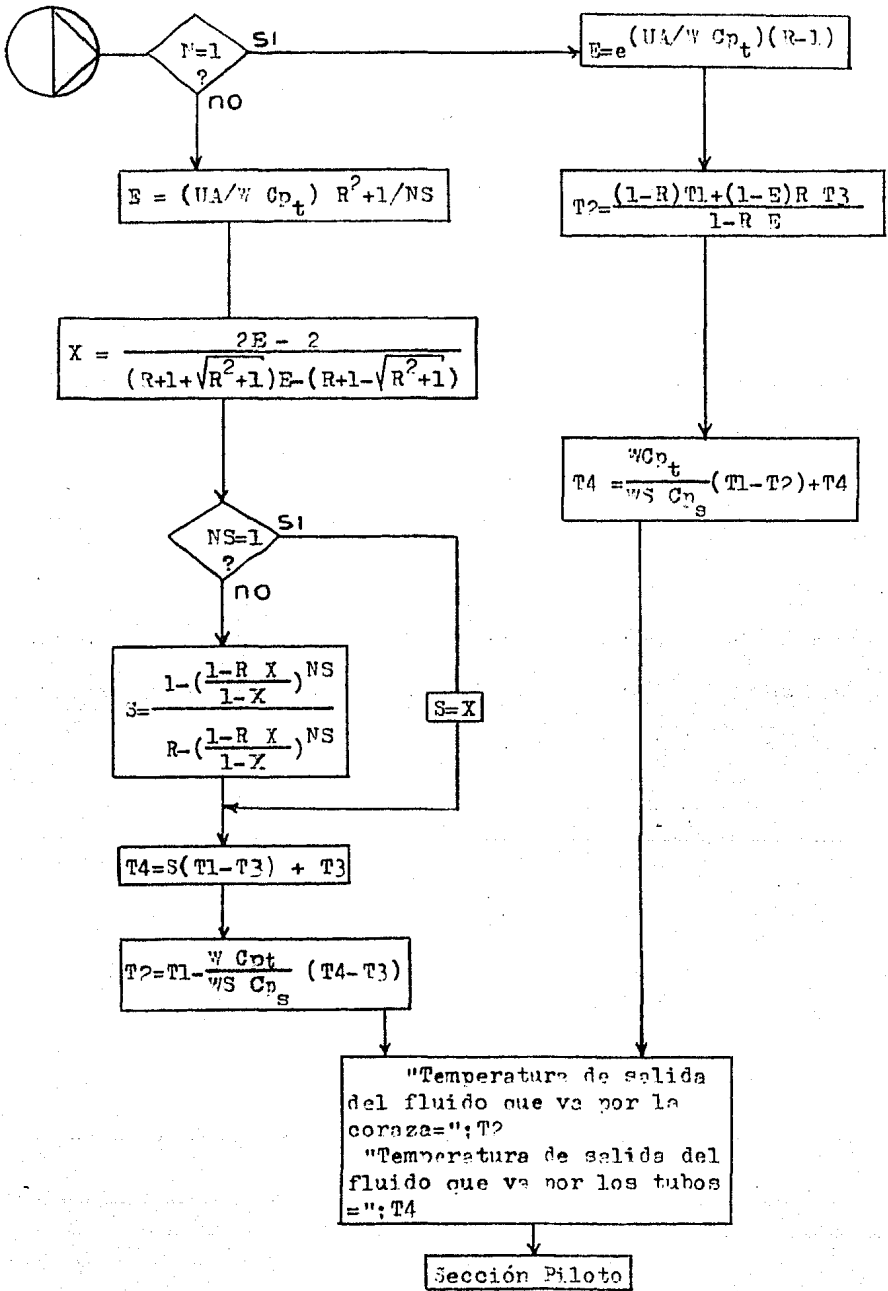 N=1
?
SI
no
E=e^(UA/W Cp_t)(R-1)
E = (UA/W Cp_t) R²+1/NS
T2=(1-R)T1+(1-E)R T3
1-R E
X =
2E - 2
(R+1+√R²+1)E-(R+1-√R²+1)
T4 =
WCp_t
WS Cp_s
(T1-T2)+T4
NS=1
?
SI
no
S=
1-(
1-R X
1-X
)^NS
R-(
1-R X
1-X
)^NS
S=X
T4=S(T1-T3) + T3
T2=T1-
W Cpt
WS Cp_s
(T4-T3)
"Temperatura de salida
del fluido que va por la
coraza=";T2
"Temperatura de salida del
fluido que va por los tubos
=";T4
Sección Piloto